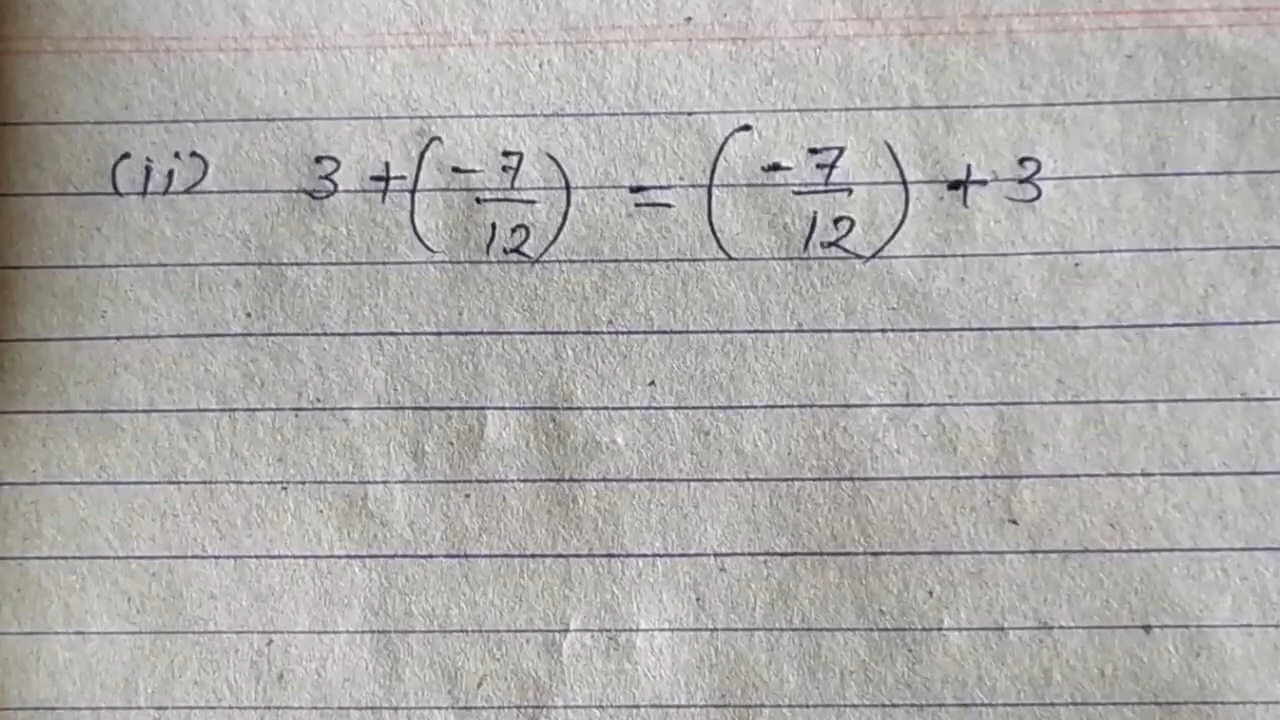 (ii) 3 + (-7/12) = (-7/12) + 3